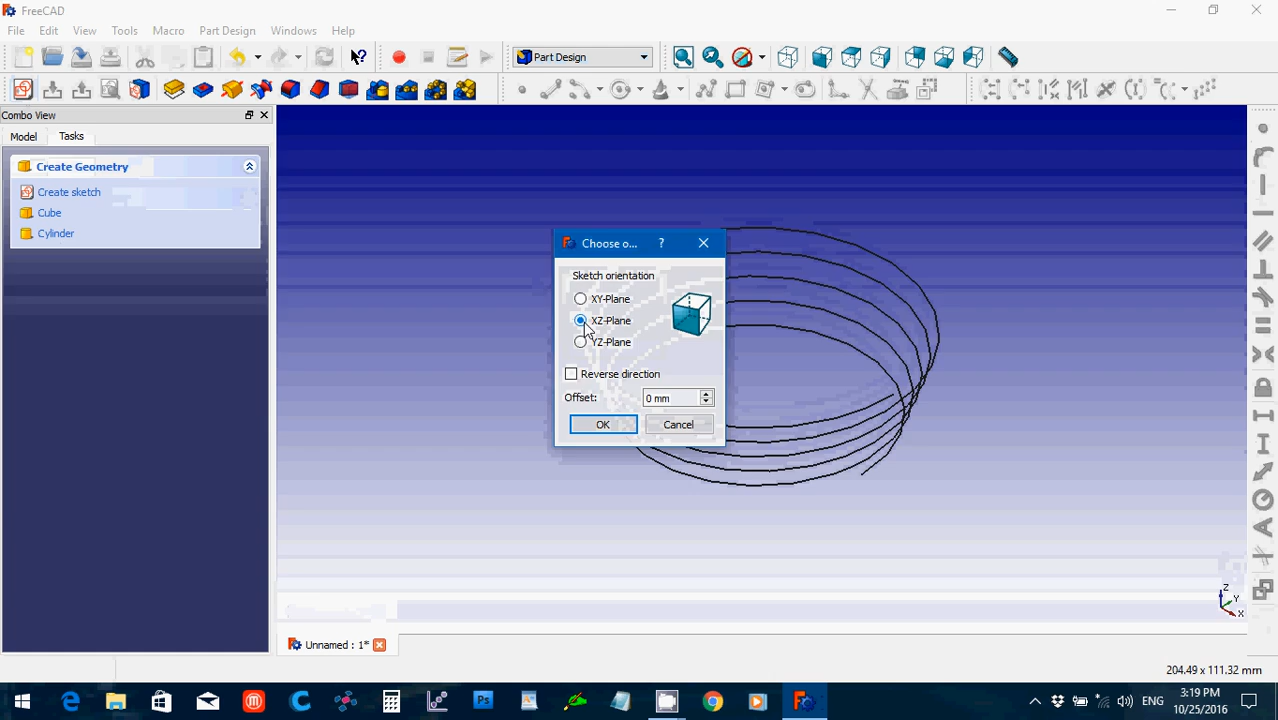 FreeCAD
File Edit View Tools Macro Part Design Windows Help
Part Design
Combo View
Model Tasks
Create Geometry
Create sketch
Cube
Cylinder
Choose o... ?
Sketch orientation
XY-Plane
XZ-Plane
YZ-Plane
Reverse direction
Offset: 0 mm
OK Cancel
Z
Y
X
Unnamed : 1*
204.49 x 111.32 mm
Ps
ENG
3:19 PM
10/25/2016